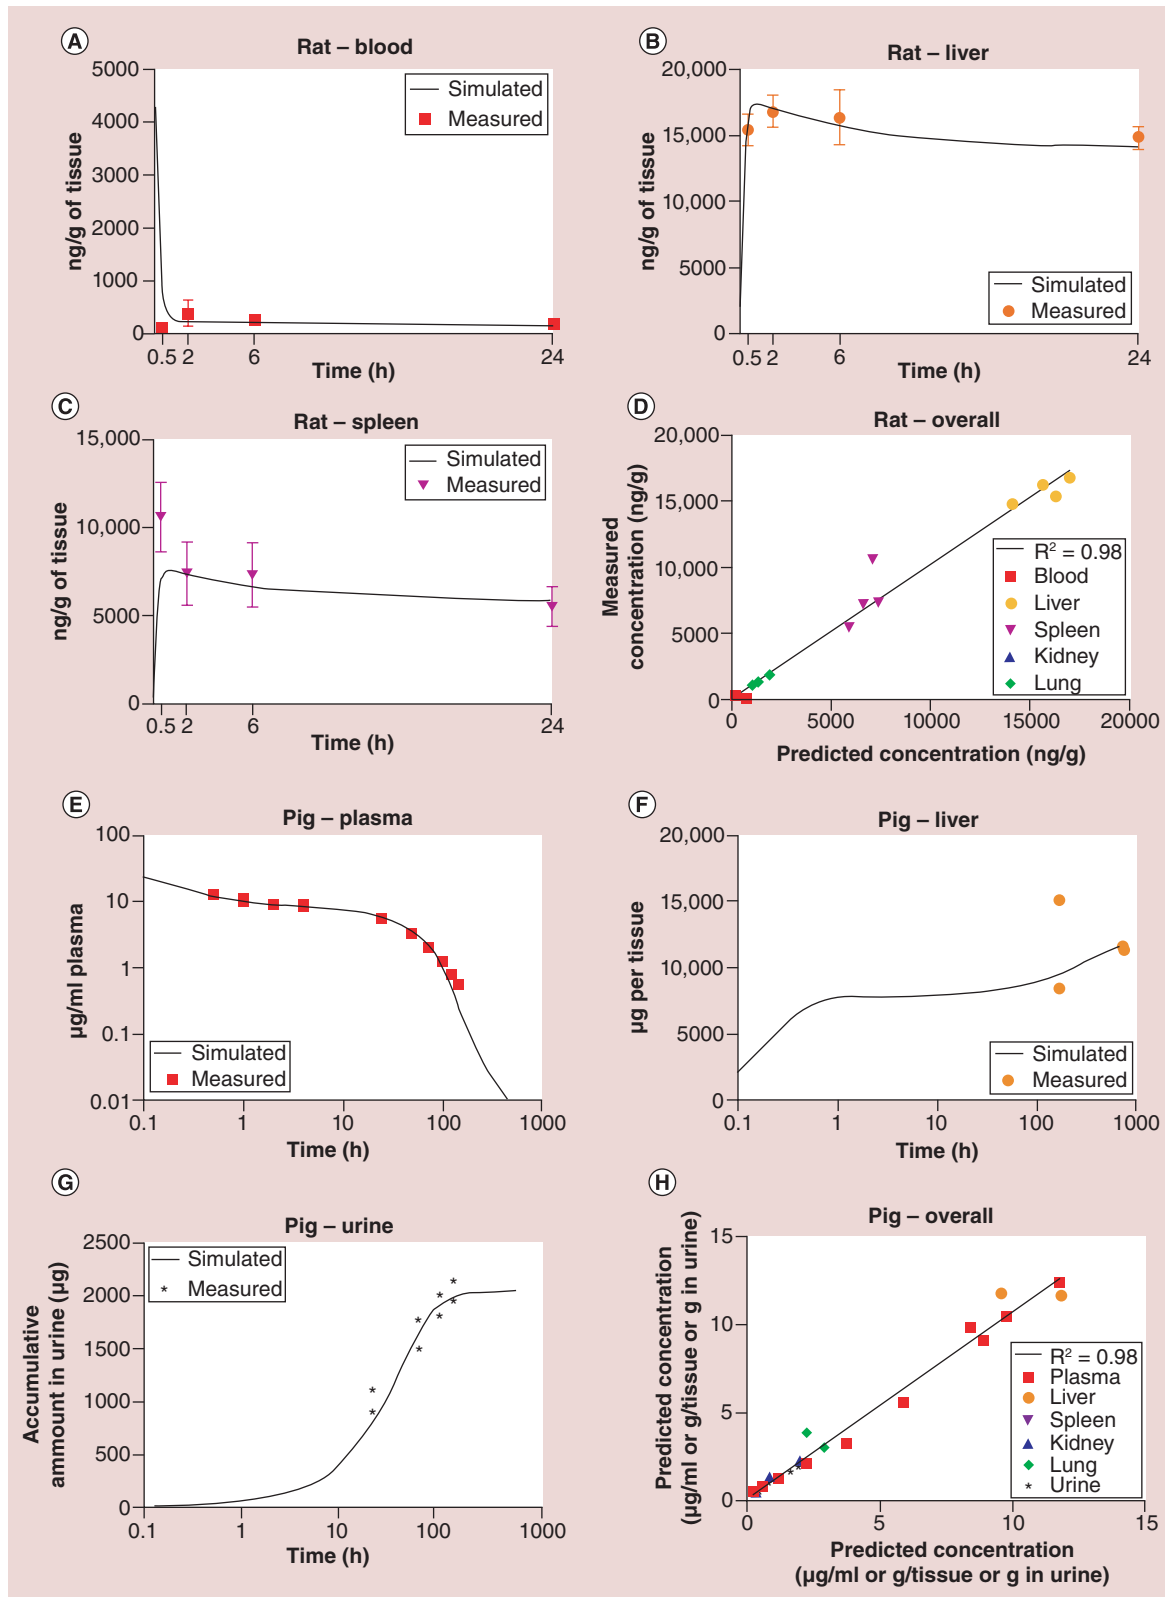 A
Rat – blood
5000
4000
3000
2000
1000
0
ng/g of tissue
Simulated
Measured
0.5 2 6 24
Time (h)
B
Rat – liver
20,000
15,000
10,000
5000
0
ng/g of tissue
Simulated
Measured
0.5 2 6 24
Time (h)
C
Rat – spleen
15,000
10,000
5000
0
ng/g of tissue
Simulated
Measured
0.5 2 6 24
Time (h)
D
Rat – overall
20,000
15,000
10,000
5000
0
Measured
concentration (ng/g)
R² = 0.98
Blood
Liver
Spleen
Kidney
Lung
0 5000 10000 15000 20000
Predicted concentration (ng/g)
E
Pig – plasma
100
10
1
0.1
0.01
µg/ml plasma
Simulated
Measured
0.1 1 10 100 1000
Time (h)
F
Pig – liver
20,000
15,000
10,000
5000
0
µg per tissue
Simulated
Measured
0.1 1 10 100 1000
Time (h)
G
Pig – urine
2500
2000
1500
1000
500
0
Accumulative
ammount in urine (µg)
Simulated
* Measured
0.1 1 10 100 1000
Time (h)
H
Pig – overall
15
10
5
0
Predicted concentration
(µg/ml or g/tissue or g in urine)
R² = 0.98
Plasma
Liver
Spleen
Kidney
Lung
* Urine
0 5 10 15
Predicted concentration
(µg/ml or g/tissue or g in urine)